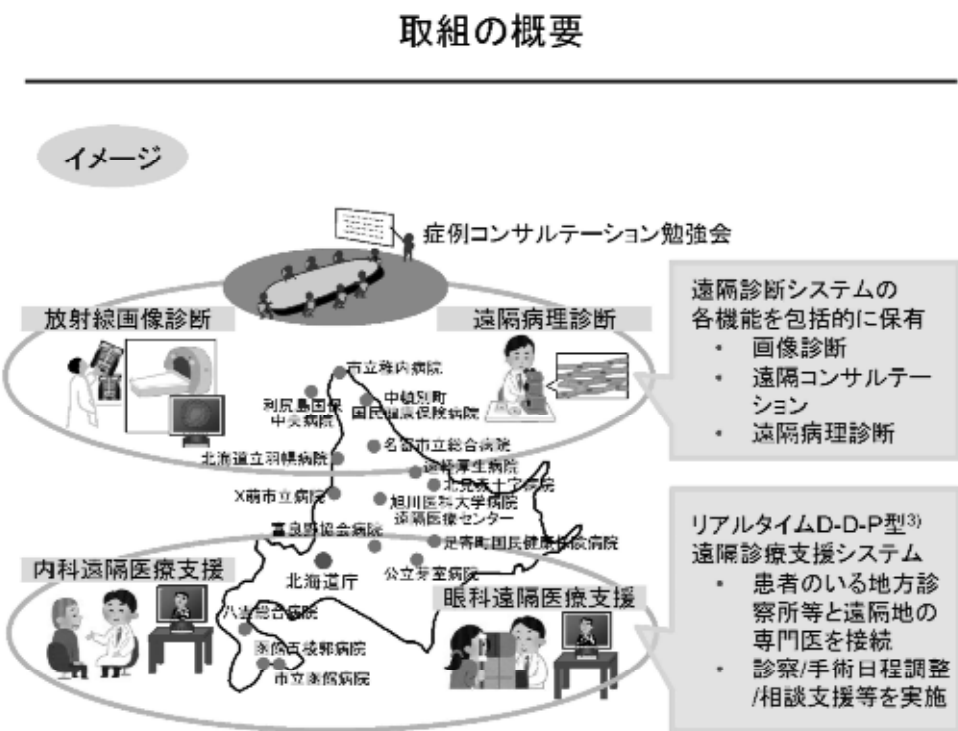 取組の概要
イメージ
症例コンサルテーション勉強会
放射線画像診断
遠隔病理診断
市立稚内病院
利尻島国保
中央病院
中頓別町
国民健康保険病院
名寄市立総合病院
北海道立羽幌病院
遠軽厚生病院
北見赤十字病院
X萌市立病院
旭川医科大学病院
遠隔医療センター
富良野協会病院
足寄町国民健康保険病院
北海道庁
公立芽室病院
内科遠隔医療支援
眼科遠隔医療支援
八雲総合病院
函館五稜郭病院
市立函館病院
遠隔診断システムの
各機能を包括的に保有
・ 画像診断
・ 遠隔コンサルテー
ション
・ 遠隔病理診断
リアルタイムD-D-P型3)
遠隔診療支援システム
・ 患者のいる地方診
察所等と遠隔地の
専門医を接続
・ 診察/手術日程調整
/相談支援等を実施